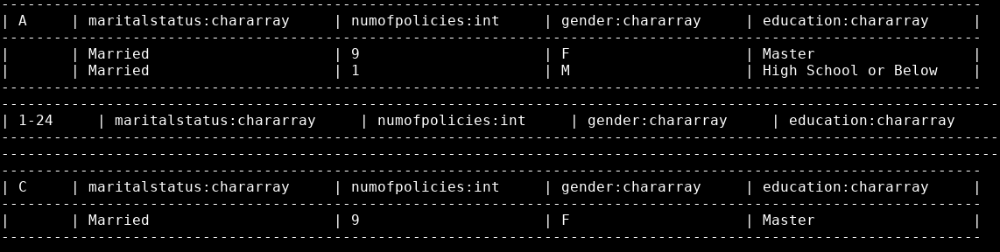 | A | maritalstatus:chararray | numofpolicies:int | gender:chararray | education:chararray |
| | Married | 9 | F | Master |
| | Married | 1 | M | High School or Below |
| 1-24 | maritalstatus:chararray | numofpolicies:int | gender:chararray | education:chararray
| C | maritalstatus:chararray | numofpolicies:int | gender:chararray | education:chararray |
| | Married | 9 | F | Master |